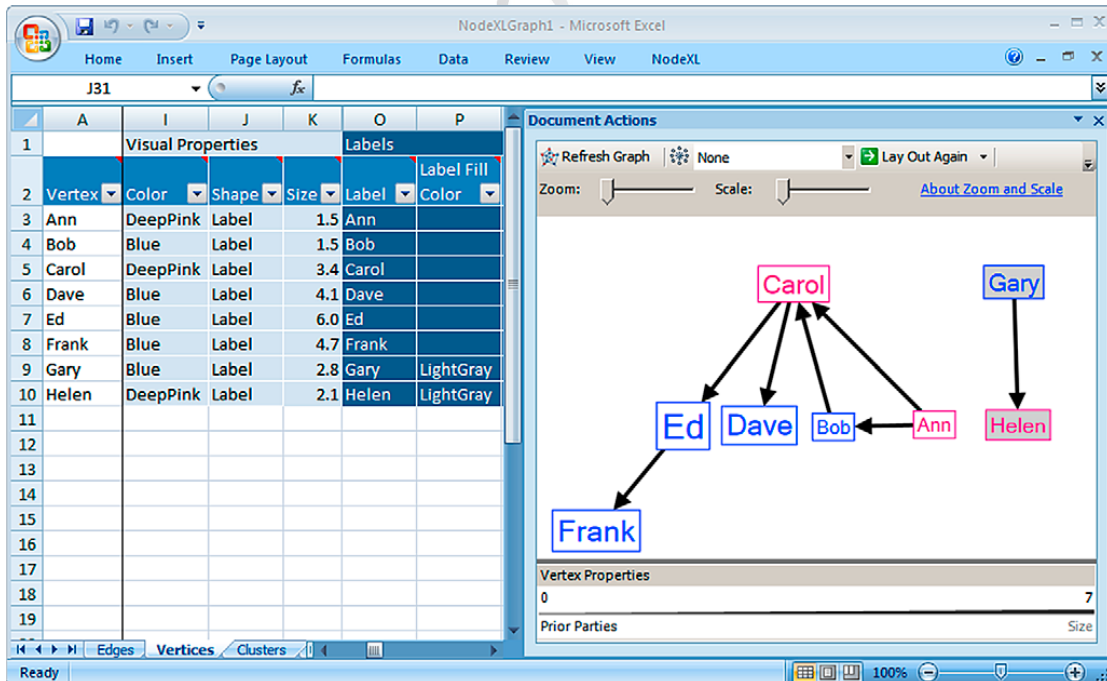 NodeXLGraph1 - Microsoft Excel
Home Insert Page Layout Formulas Data Review View NodeXL
J31 fx
A I J K O P
1 Visual Properties Labels
2 Vertex Color Shape Size Label Label Fill Color
3 Ann DeepPink Label 1.5 Ann
4 Bob Blue Label 1.5 Bob
5 Carol DeepPink Label 3.4 Carol
6 Dave Blue Label 4.1 Dave
7 Ed Blue Label 6.0 Ed
8 Frank Blue Label 4.7 Frank
9 Gary Blue Label 2.8 Gary LightGray
10 Helen DeepPink Label 2.1 Helen LightGray
11
12
13
14
15
16
17
18
19
Edges Vertices Clusters
Document Actions
Refresh Graph None Lay Out Again
Zoom: Scale: About Zoom and Scale
Carol Gary
Ed Dave Bob Ann Helen
Frank
Vertex Properties
0 7
Prior Parties Size
Ready 100%